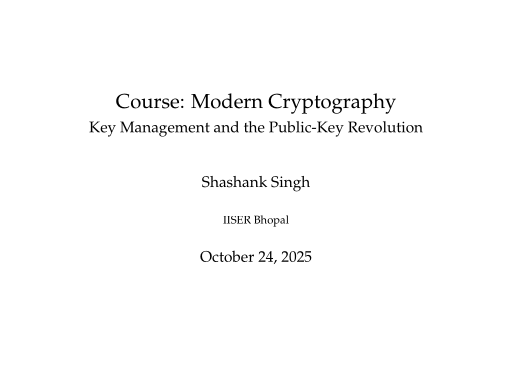 Course: Modern Cryptography
Key Management and the Public-Key Revolution
Shashank Singh
IISER Bhopal
October 24, 2025